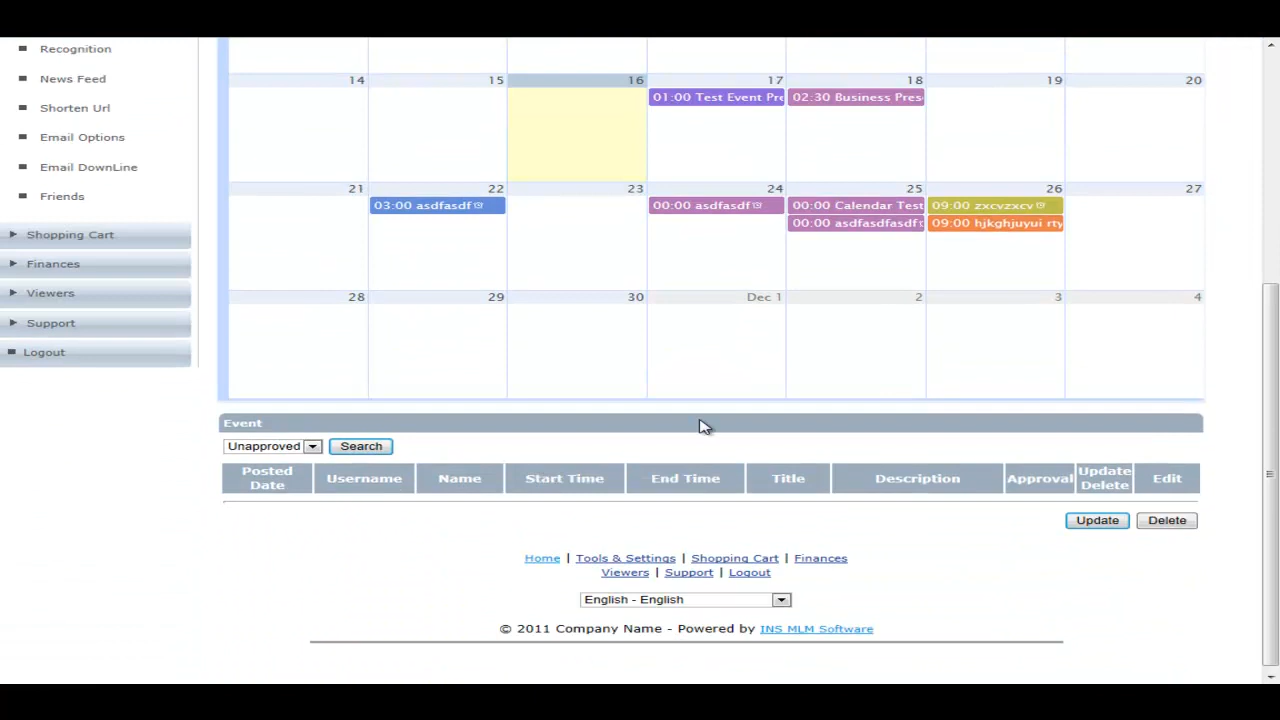 Recognition
News Feed
Shorten Url
Email Options
Email DownLine
Friends
Shopping Cart
Finances
Viewers
Support
Logout
14 15 16 17 18 19 20
01:00 Test Event Pre 02:30 Business Pres
21 22 23 24 25 26 27
03:00 asdfasdf 00:00 asdfasdf 00:00 Calendar Test 09:00 zxcvzxcv
00:00 asdfasdfasdf 09:00 hjkghjuyui rty
28 29 30 Dec 1 2 3 4
Event
Unapproved Search
Posted Date Username Name Start Time End Time Title Description Approval Update Delete Edit
Update Delete
Home | Tools & Settings | Shopping Cart | Finances
Viewers | Support | Logout
English - English
© 2011 Company Name - Powered by INS MLM Software